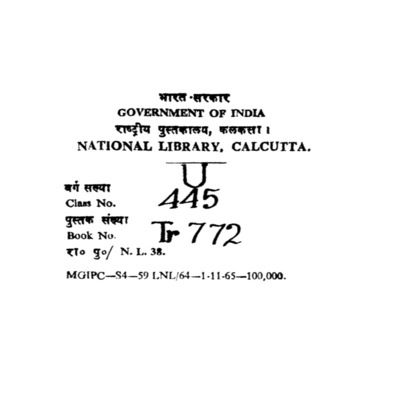 भारत सरकार
GOVERNMENT OF INDIA
राष्ट्रीय पुस्तकालय, कलकत्ता ।
NATIONAL LIBRARY, CALCUTTA.
U
वर्ग संख्या
Class No. 445
पुस्तक संख्या
Book No. Tr 772
रा० पु०/ N. L. 38.
MGIPC—S4—59 LNL/64—1-11-65—100,000.